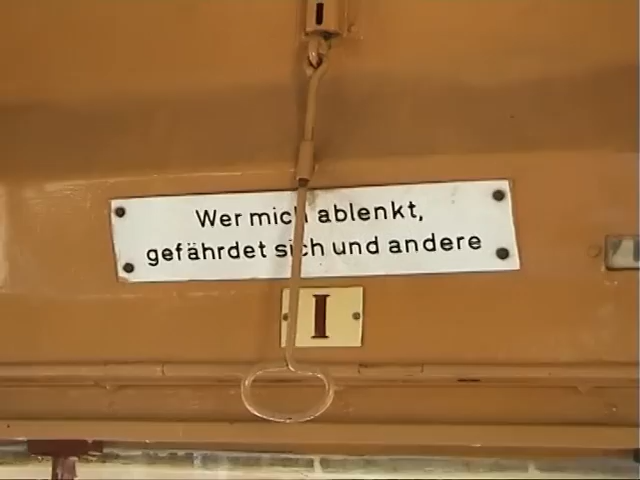 Wer mich ablenkt,
gefährdet sich und andere
I